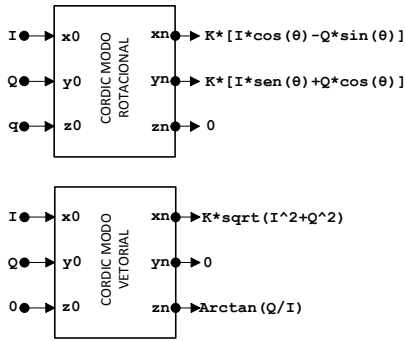 I x0 xn K*[I*cos(θ)-Q*sin(θ)]
Q y0 yn K*[I*sen(θ)+Q*cos(θ)]
q z0 zn 0
CORDIC MODO
ROTACIONAL
I x0 xn K*sqrt(I^2+Q^2)
Q y0 yn 0
0 z0 zn Arctan(Q/I)
CORDIC MODO
VETORIAL